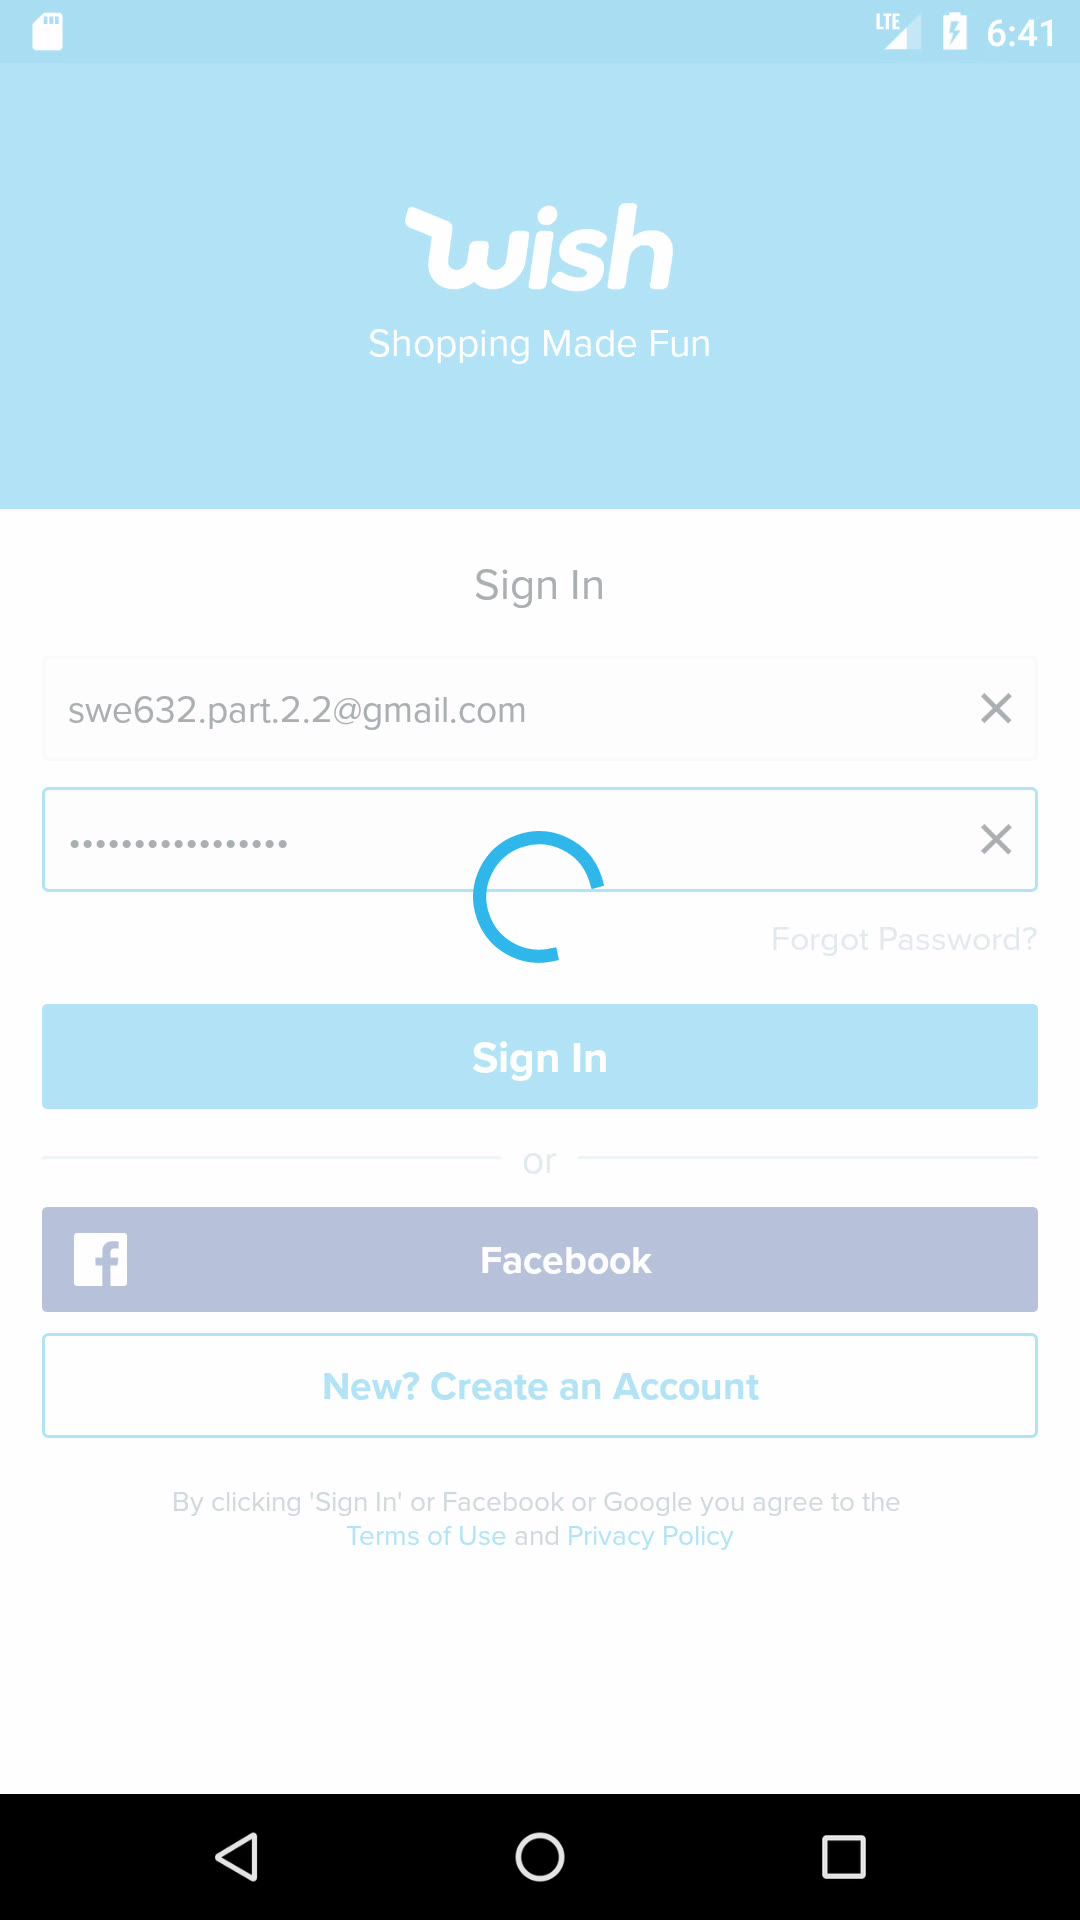 LTE 6:41
wish
Shopping Made Fun
Sign In
swe632.part.2.2@gmail.com
•••••••••••••••••
Forgot Password?
Sign In
or
Facebook
New? Create an Account
By clicking 'Sign In' or Facebook or Google you agree to the
Terms of Use and Privacy Policy